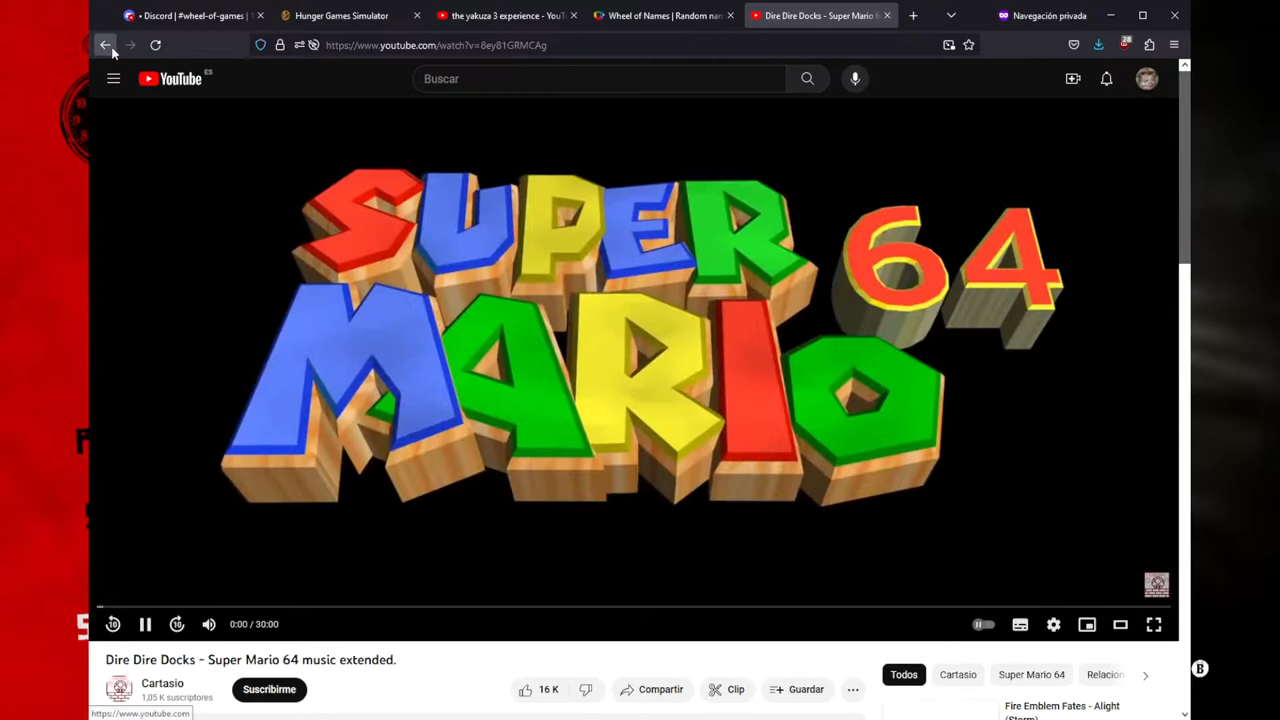 • Discord | #wheel-of-games |
Hunger Games Simulator
the yakuza 3 experience - YouT
Wheel of Names | Random nam
Dire Dire Docks - Super Mario 6
Navegación privada
https://www.youtube.com/watch?v=8ey81GRMCAg
28
YouTube ES
Buscar
SUPER
MARIO
64
0:00 / 30:00
Dire Dire Docks - Super Mario 64 music extended.
Cartasio
1,05 K suscriptores
Suscribirme
16 K
Compartir
Clip
Guardar
Todos
Cartasio
Super Mario 64
Relacion
Fire Emblem Fates - Alight
(Storm)
https://www.youtube.com
B